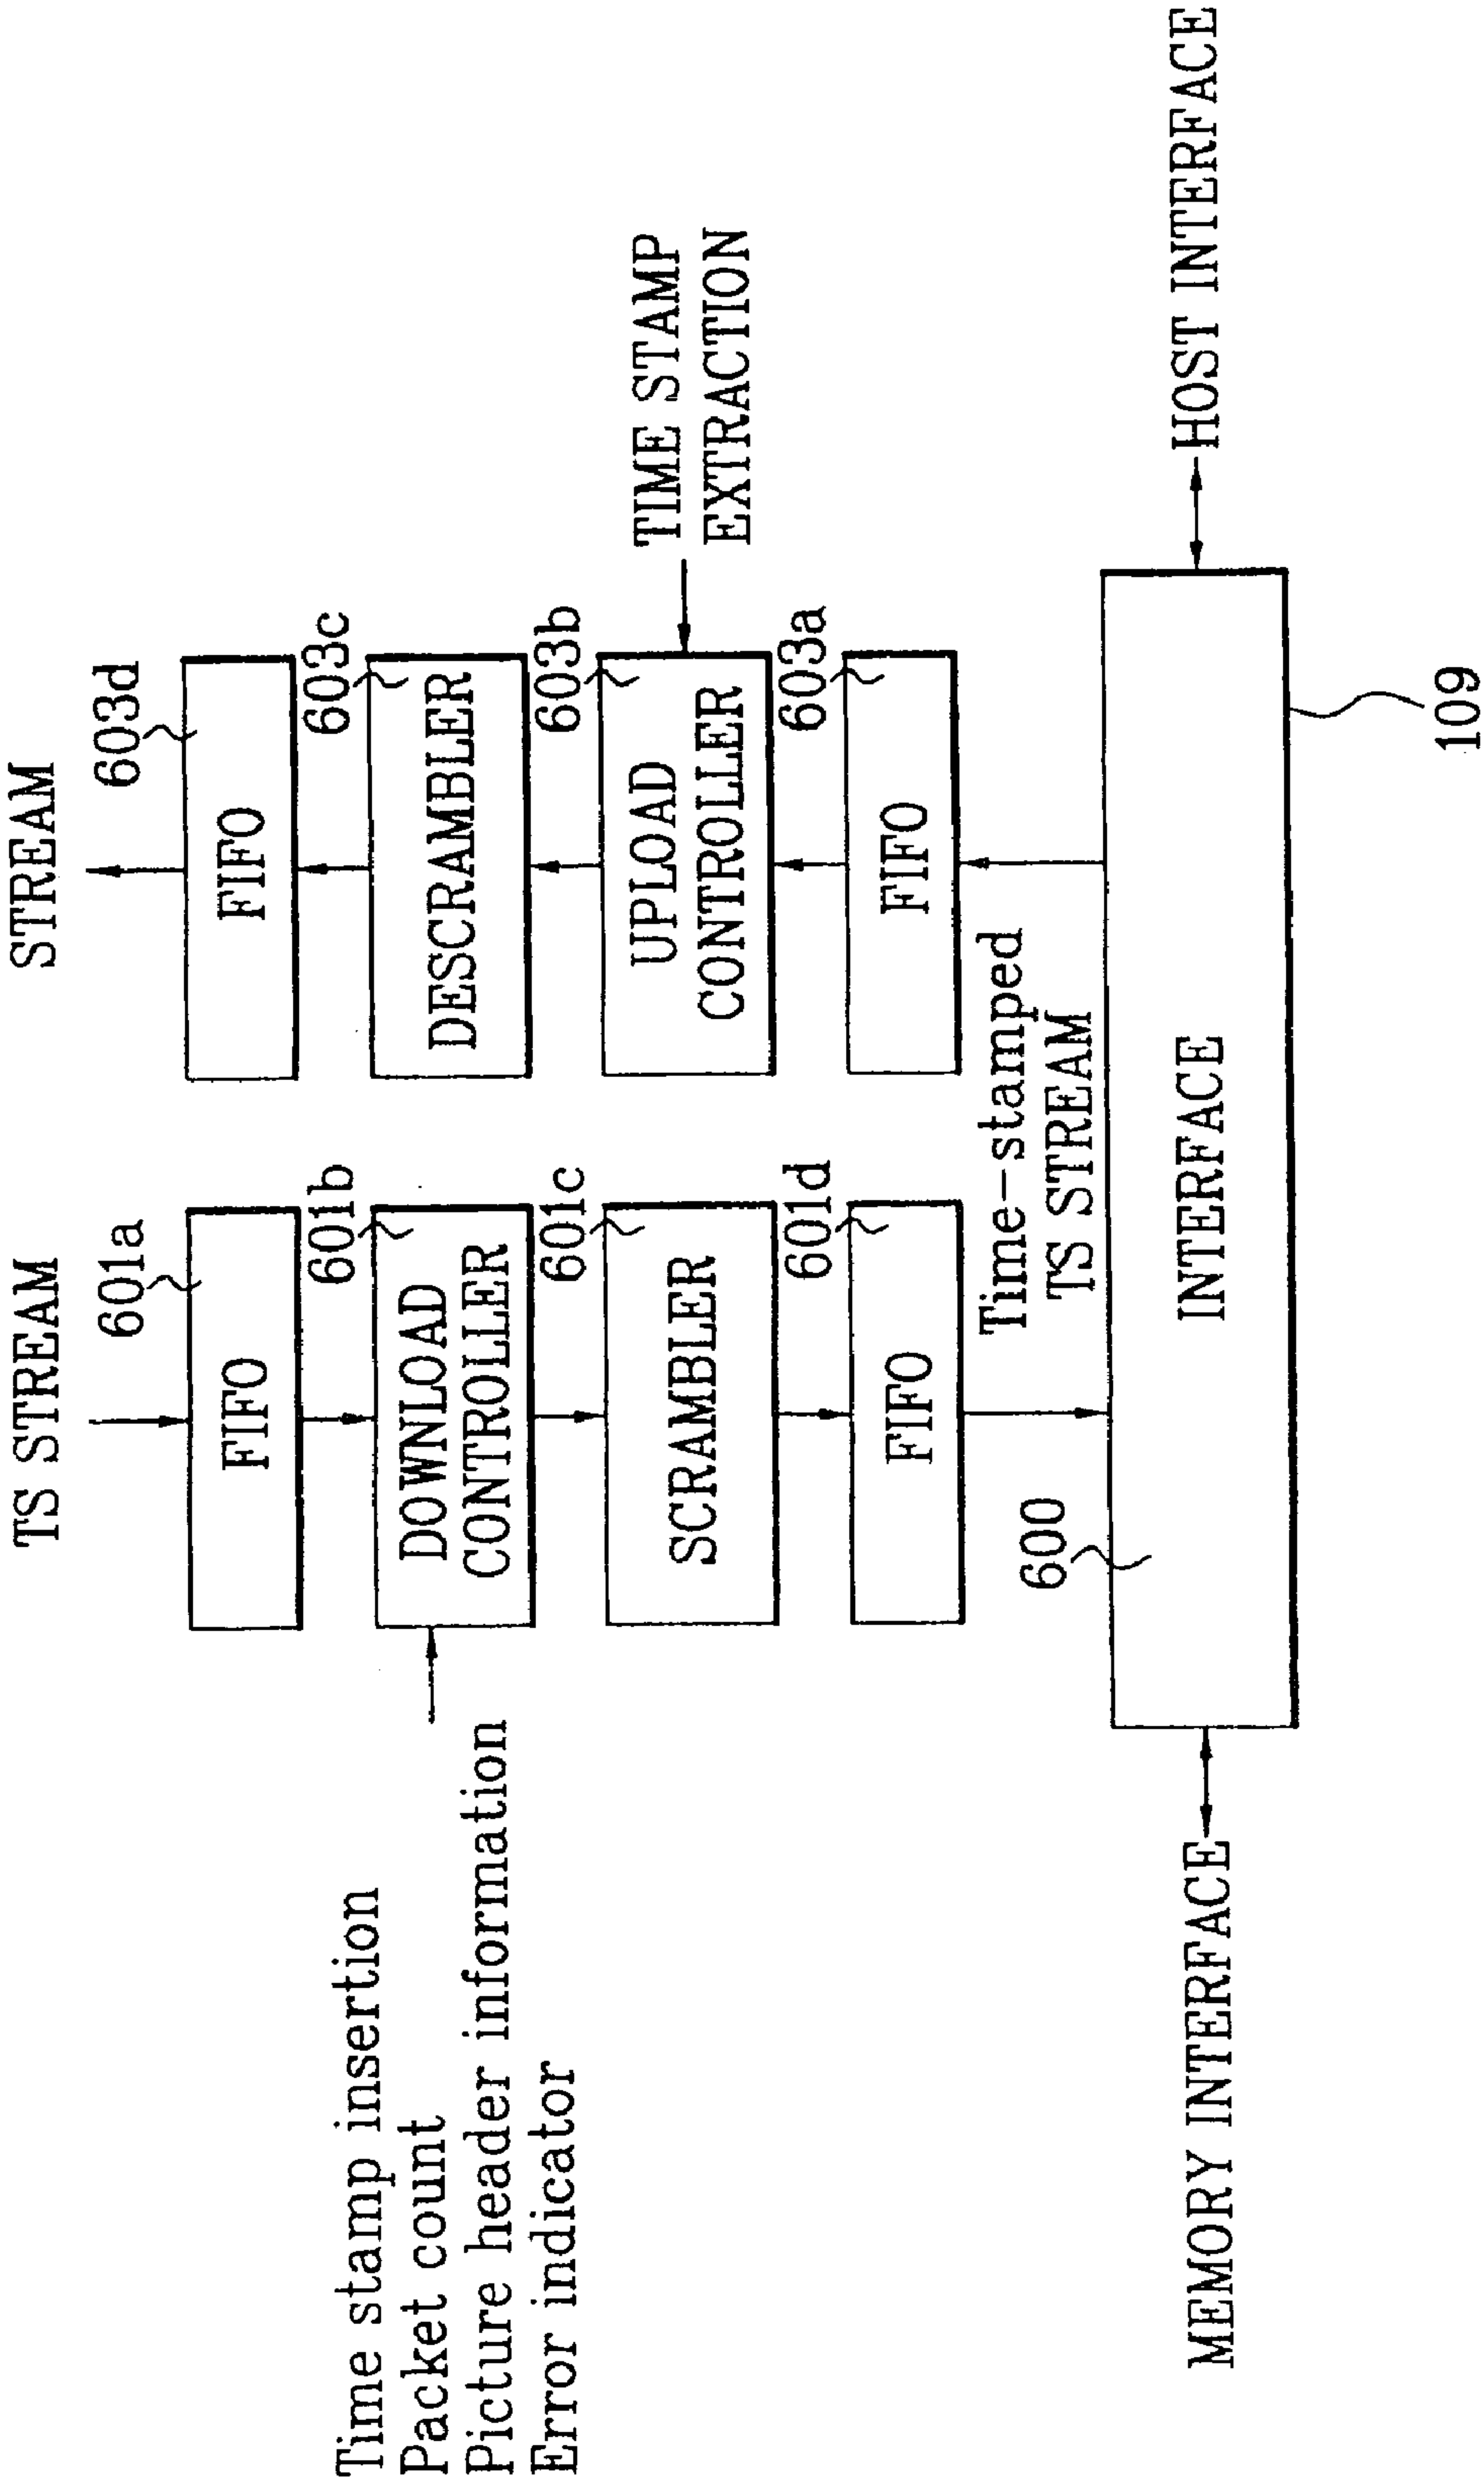 TS STREAM
STREAM
601a
603d
FIFO
FIFO
601b
603c
Time stamp insertion
Packet count
Picture header information
Error indicator
DOWNLOAD
CONTROLLER
DESCRAMBLER
601c
603b
SCRAMBLER
UPLOAD
CONTROLLER
TIME STAMP
EXTRACTION
601d
603a
FIFO
FIFO
Time-stamped
TS STREAM
600
MEMORY INTERFACE
INTERFACE
HOST INTERFACE
109